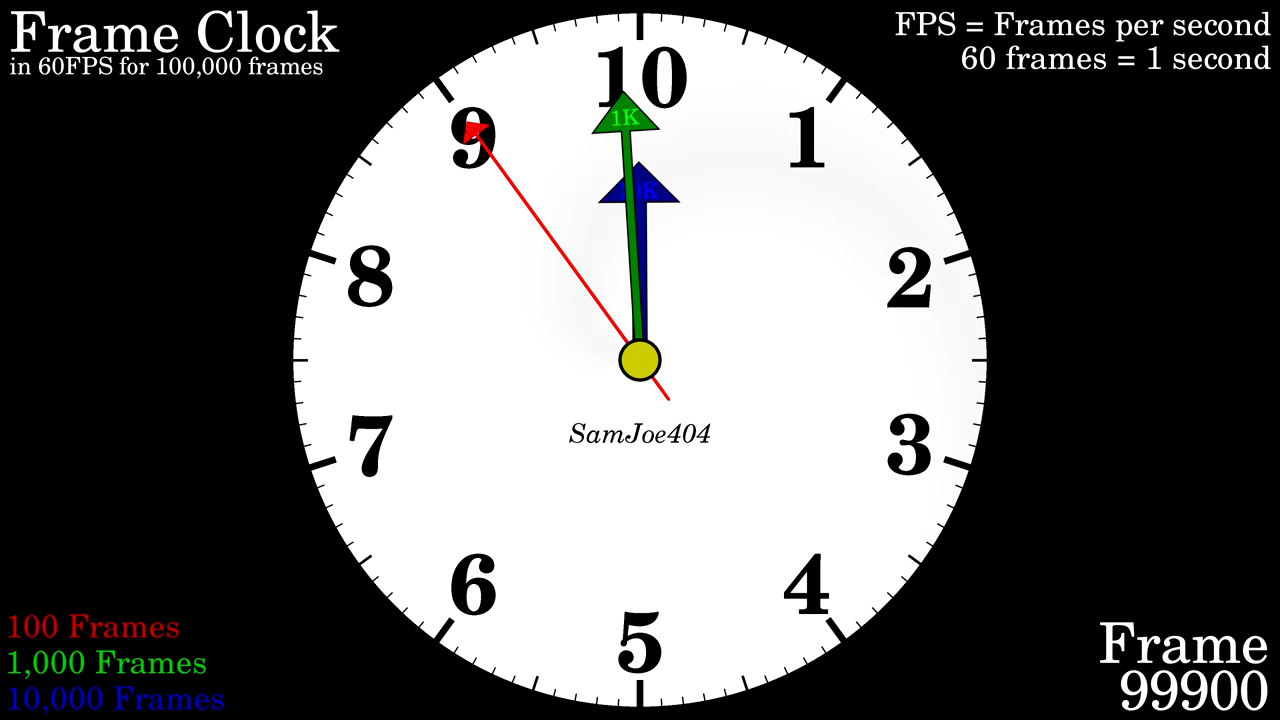 Frame Clock
in 60FPS for 100,000 frames
FPS = Frames per second
60 frames = 1 second
10
1
2
3
4
5
6
7
8
9
1K
SamJoe404
100 Frames
1,000 Frames
10,000 Frames
Frame
99900